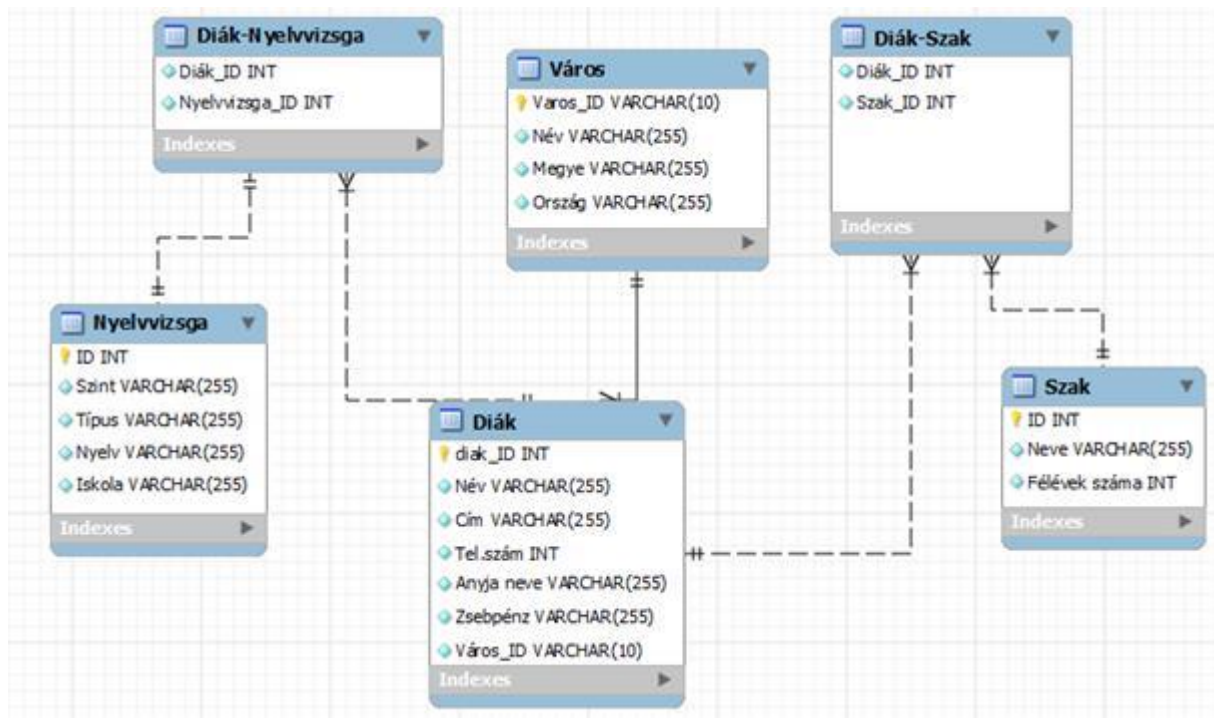 Diák-Nyelvvizsga
Diák_ID INT
Nyelvvizsga_ID INT
Indexes
Város
Varos_ID VARCHAR(10)
Név VARCHAR(255)
Megye VARCHAR(255)
Ország VARCHAR(255)
Indexes
Diák-Szak
Diák_ID INT
Szak_ID INT
Indexes
Nyelvvizsga
ID INT
Szint VARCHAR(255)
Típus VARCHAR(255)
Nyelv VARCHAR(255)
Iskola VARCHAR(255)
Indexes
Diák
diak_ID INT
Név VARCHAR(255)
Cím VARCHAR(255)
Tel.szám INT
Anyja neve VARCHAR(255)
Zsebpénz VARCHAR(255)
Város_ID VARCHAR(10)
Indexes
Szak
ID INT
Neve VARCHAR(255)
Félévek száma INT
Indexes